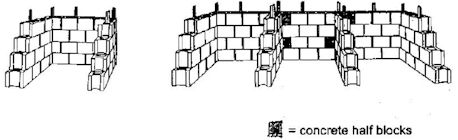 = concrete half blocks